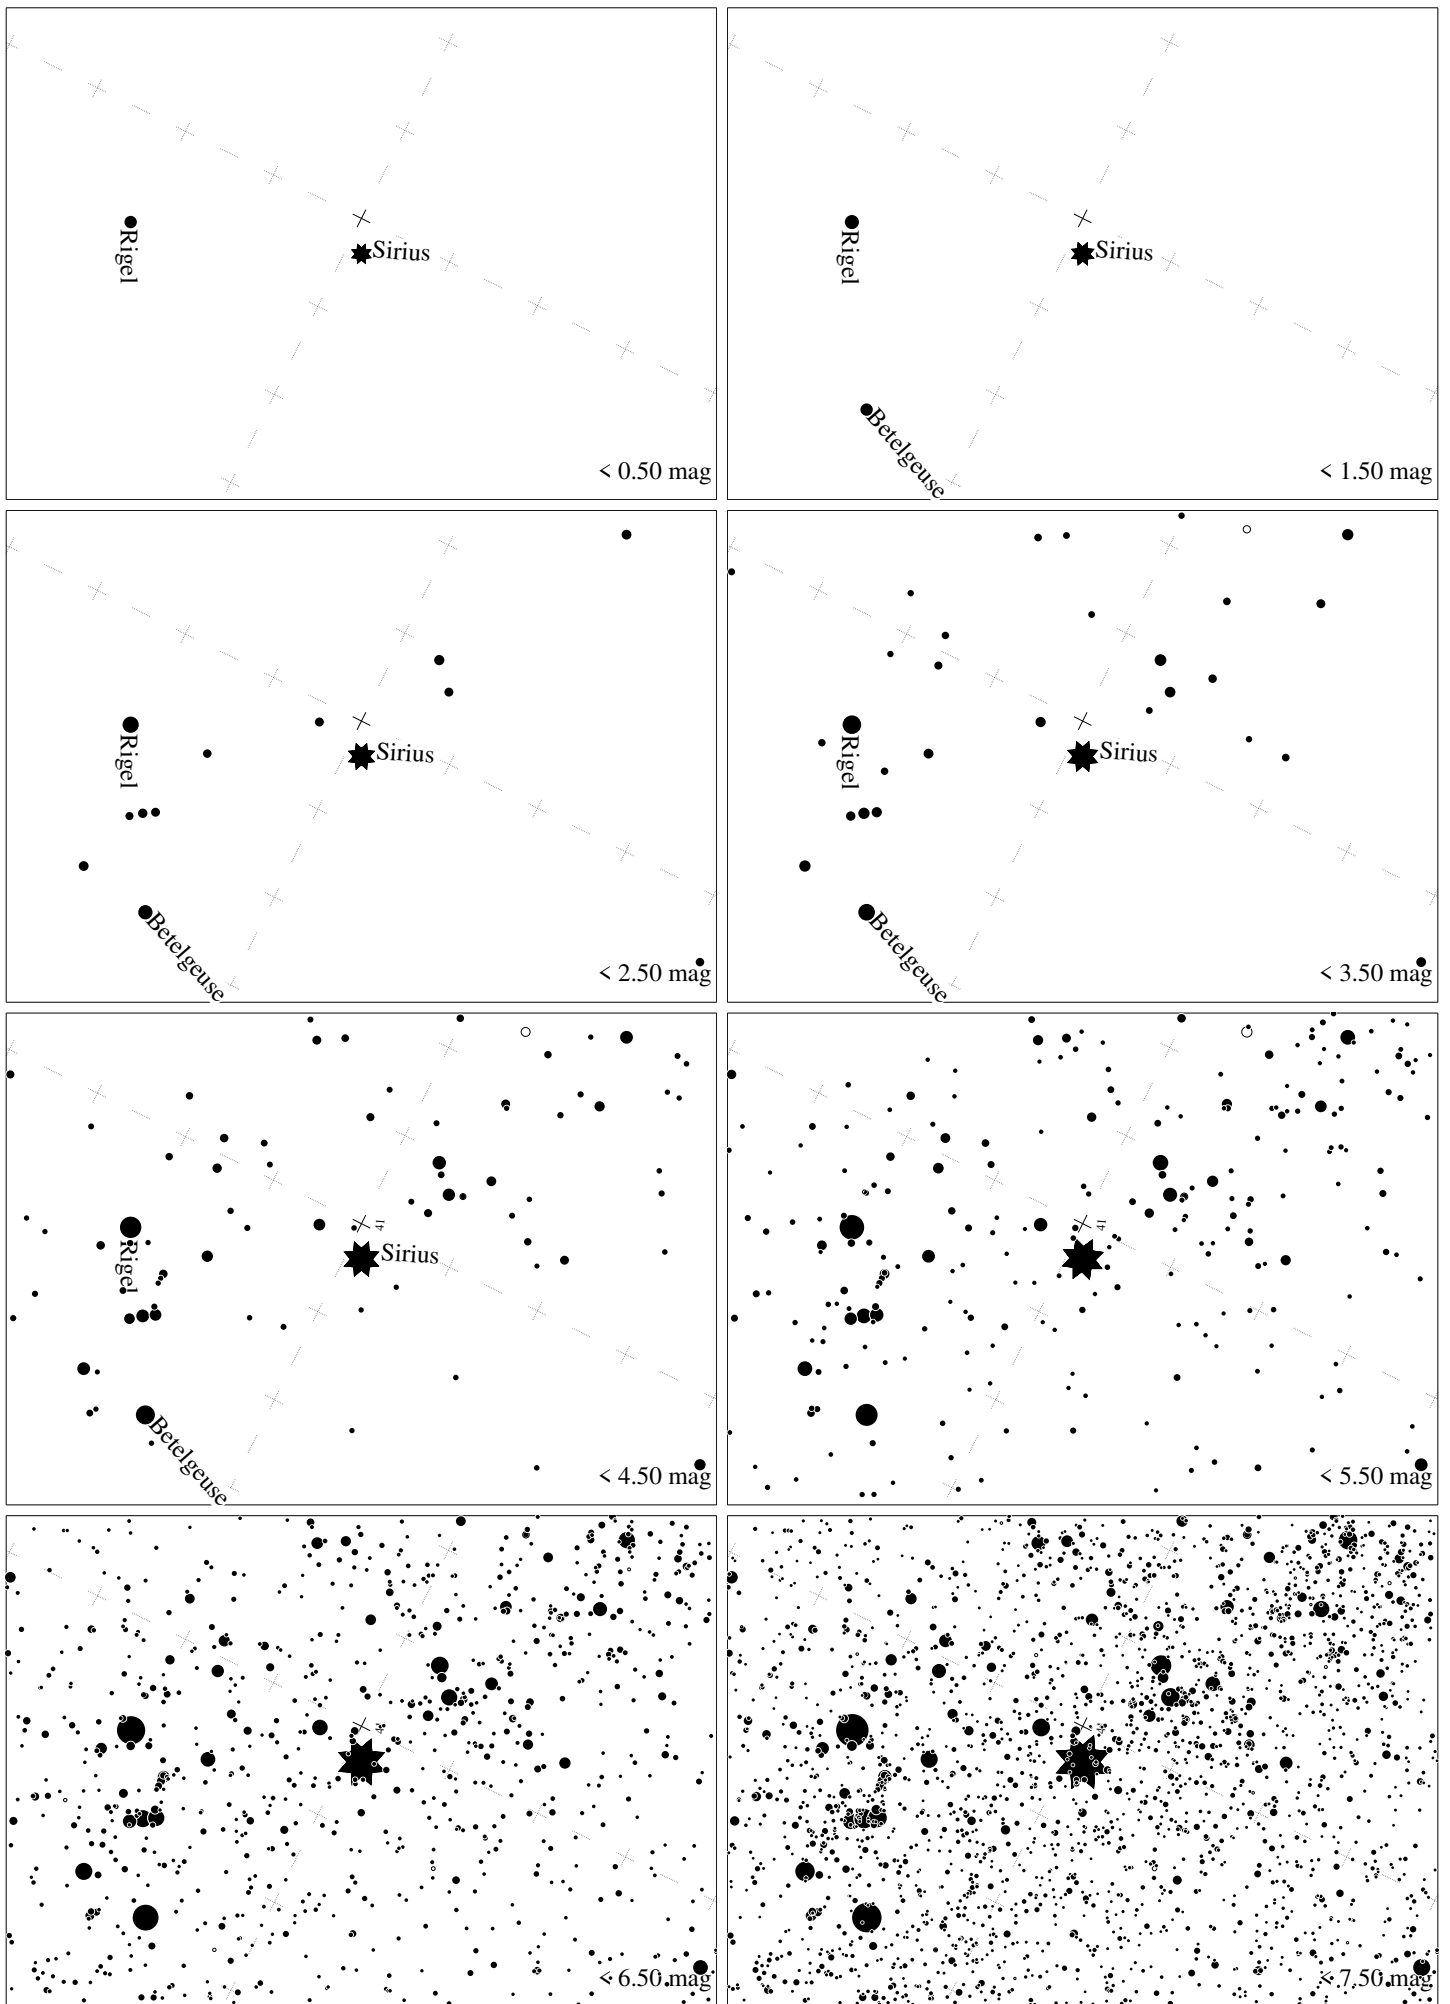 Rigel
Sirius
< 0.50 mag
Rigel
Sirius
Betelgeuse
< 1.50 mag
Rigel
Sirius
Betelgeuse
< 2.50 mag
Rigel
Sirius
Betelgeuse
< 3.50 mag
41
Rigel
Sirius
Betelgeuse
< 4.50 mag
41
< 5.50 mag
< 6.50 mag
< 7.50 mag